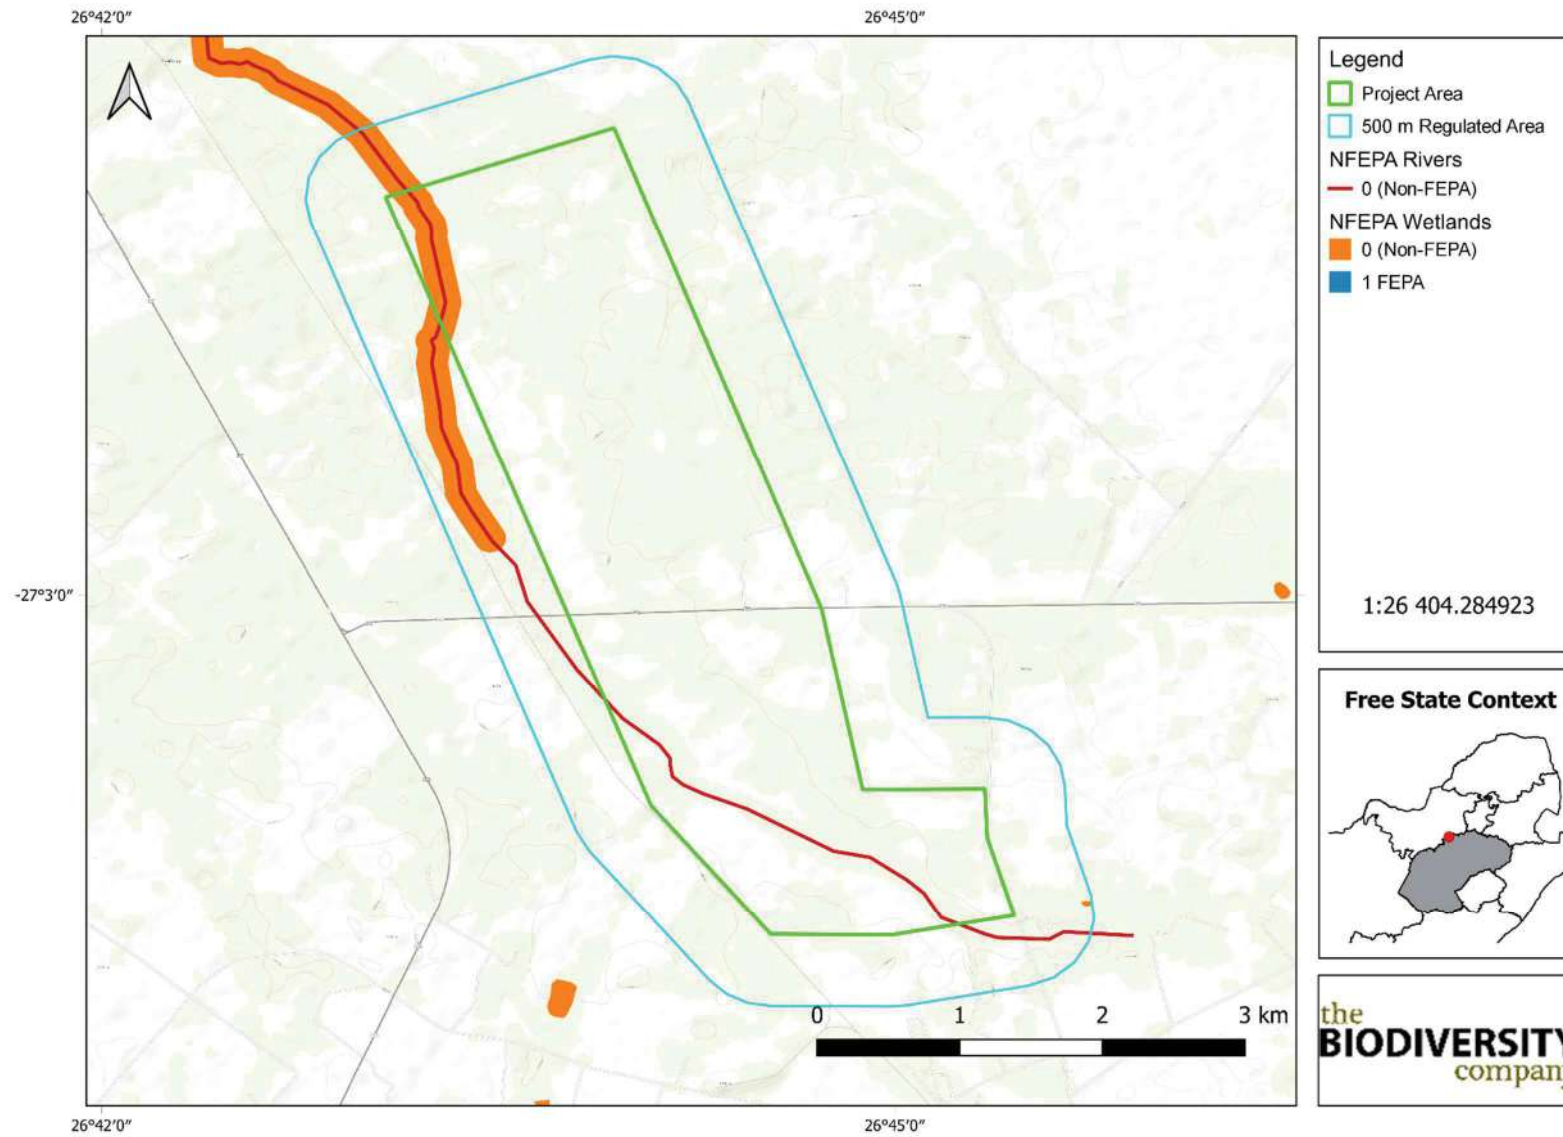 26°42′0″
26°45′0″
-27°3′0″
0
1
2
3 km
26°42′0″
26°45′0″
Legend
Project Area
500 m Regulated Area
NFEPA Rivers
0 (Non-FEPA)
NFEPA Wetlands
0 (Non-FEPA)
1 FEPA
1:26 404.284923
Free State Context
the
BIODIVERSITY
company